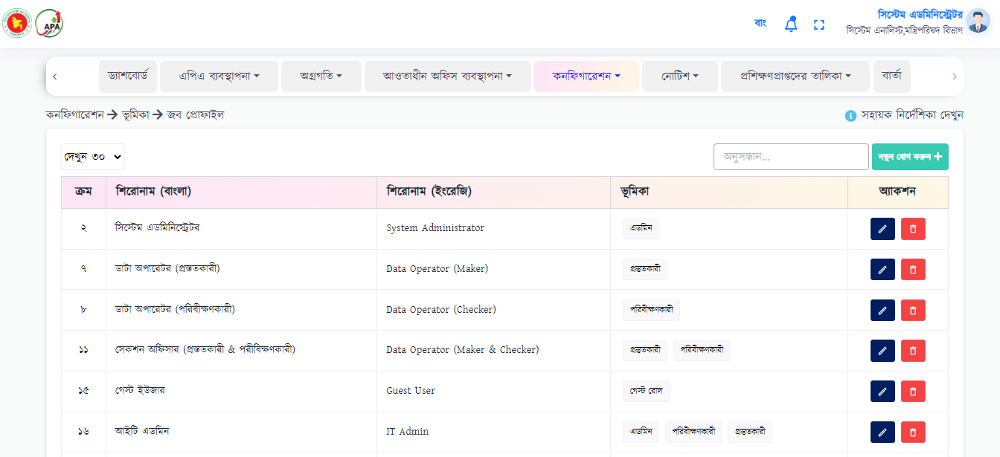 APA
বাং
সিস্টেম এডমিনিস্ট্রেটর
সিস্টেম এনালিস্ট,মন্ত্রিপরিষদ বিভাগ
ড্যাশবোর্ড
এপিএ ব্যবস্থাপনা
অগ্রগতি
আওতাধীন অফিস ব্যবস্থাপনা
কনফিগারেশন
নোটিশ
প্রশিক্ষণপ্রাপ্তদের তালিকা
বার্তা
কনফিগারেশন → ভূমিকা → জব প্রোফাইল
সহায়ক নির্দেশিকা দেখুন
দেখুন ৩০
অনুসন্ধান...
নতুন যোগ করুন +
ক্রম শিরোনাম (বাংলা) শিরোনাম (ইংরেজি) ভূমিকা অ্যাকশন
২ সিস্টেম এডমিনিস্ট্রেটর System Administrator এডমিন
৭ ডাটা অপারেটর (প্রস্তুতকারী) Data Operator (Maker) প্রস্তুতকারী
৮ ডাটা অপারেটর (পরিবীক্ষণকারী) Data Operator (Checker) পরিবীক্ষণকারী
১১ সেকশন অফিসার (প্রস্তুতকারী & পরীবিক্ষণকারী) Data Operator (Maker & Checker) প্রস্তুতকারী পরিবীক্ষণকারী
১৫ গেস্ট ইউজার Guest User গেস্ট রোল
১৬ আইটি এডমিন IT Admin এডমিন পরিবীক্ষণকারী প্রস্তুতকারী